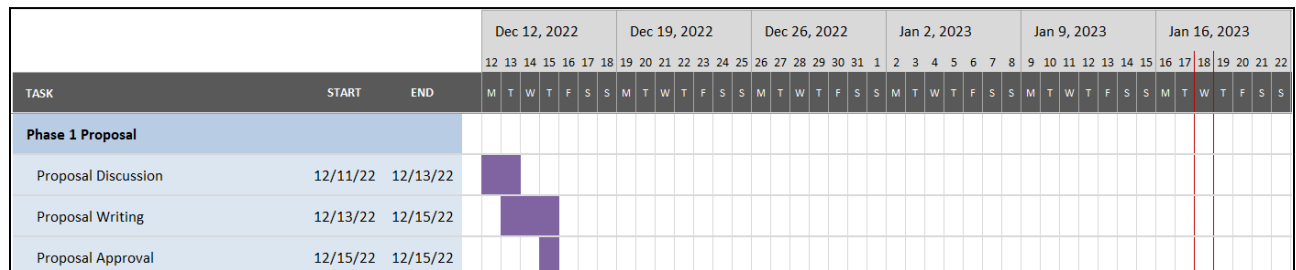 Dec 12, 2022 Dec 19, 2022 Dec 26, 2022 Jan 2, 2023 Jan 9, 2023 Jan 16, 2023
12 13 14 15 16 17 18 19 20 21 22 23 24 25 26 27 28 29 30 31 1 2 3 4 5 6 7 8 9 10 11 12 13 14 15 16 17 18 19 20 21 22
TASK START END M T W T F S S M T W T F S S M T W T F S S M T W T F S S M T W T F S S M T W T F S S
Phase 1 Proposal
Proposal Discussion 12/11/22 12/13/22
Proposal Writing 12/13/22 12/15/22
Proposal Approval 12/15/22 12/15/22